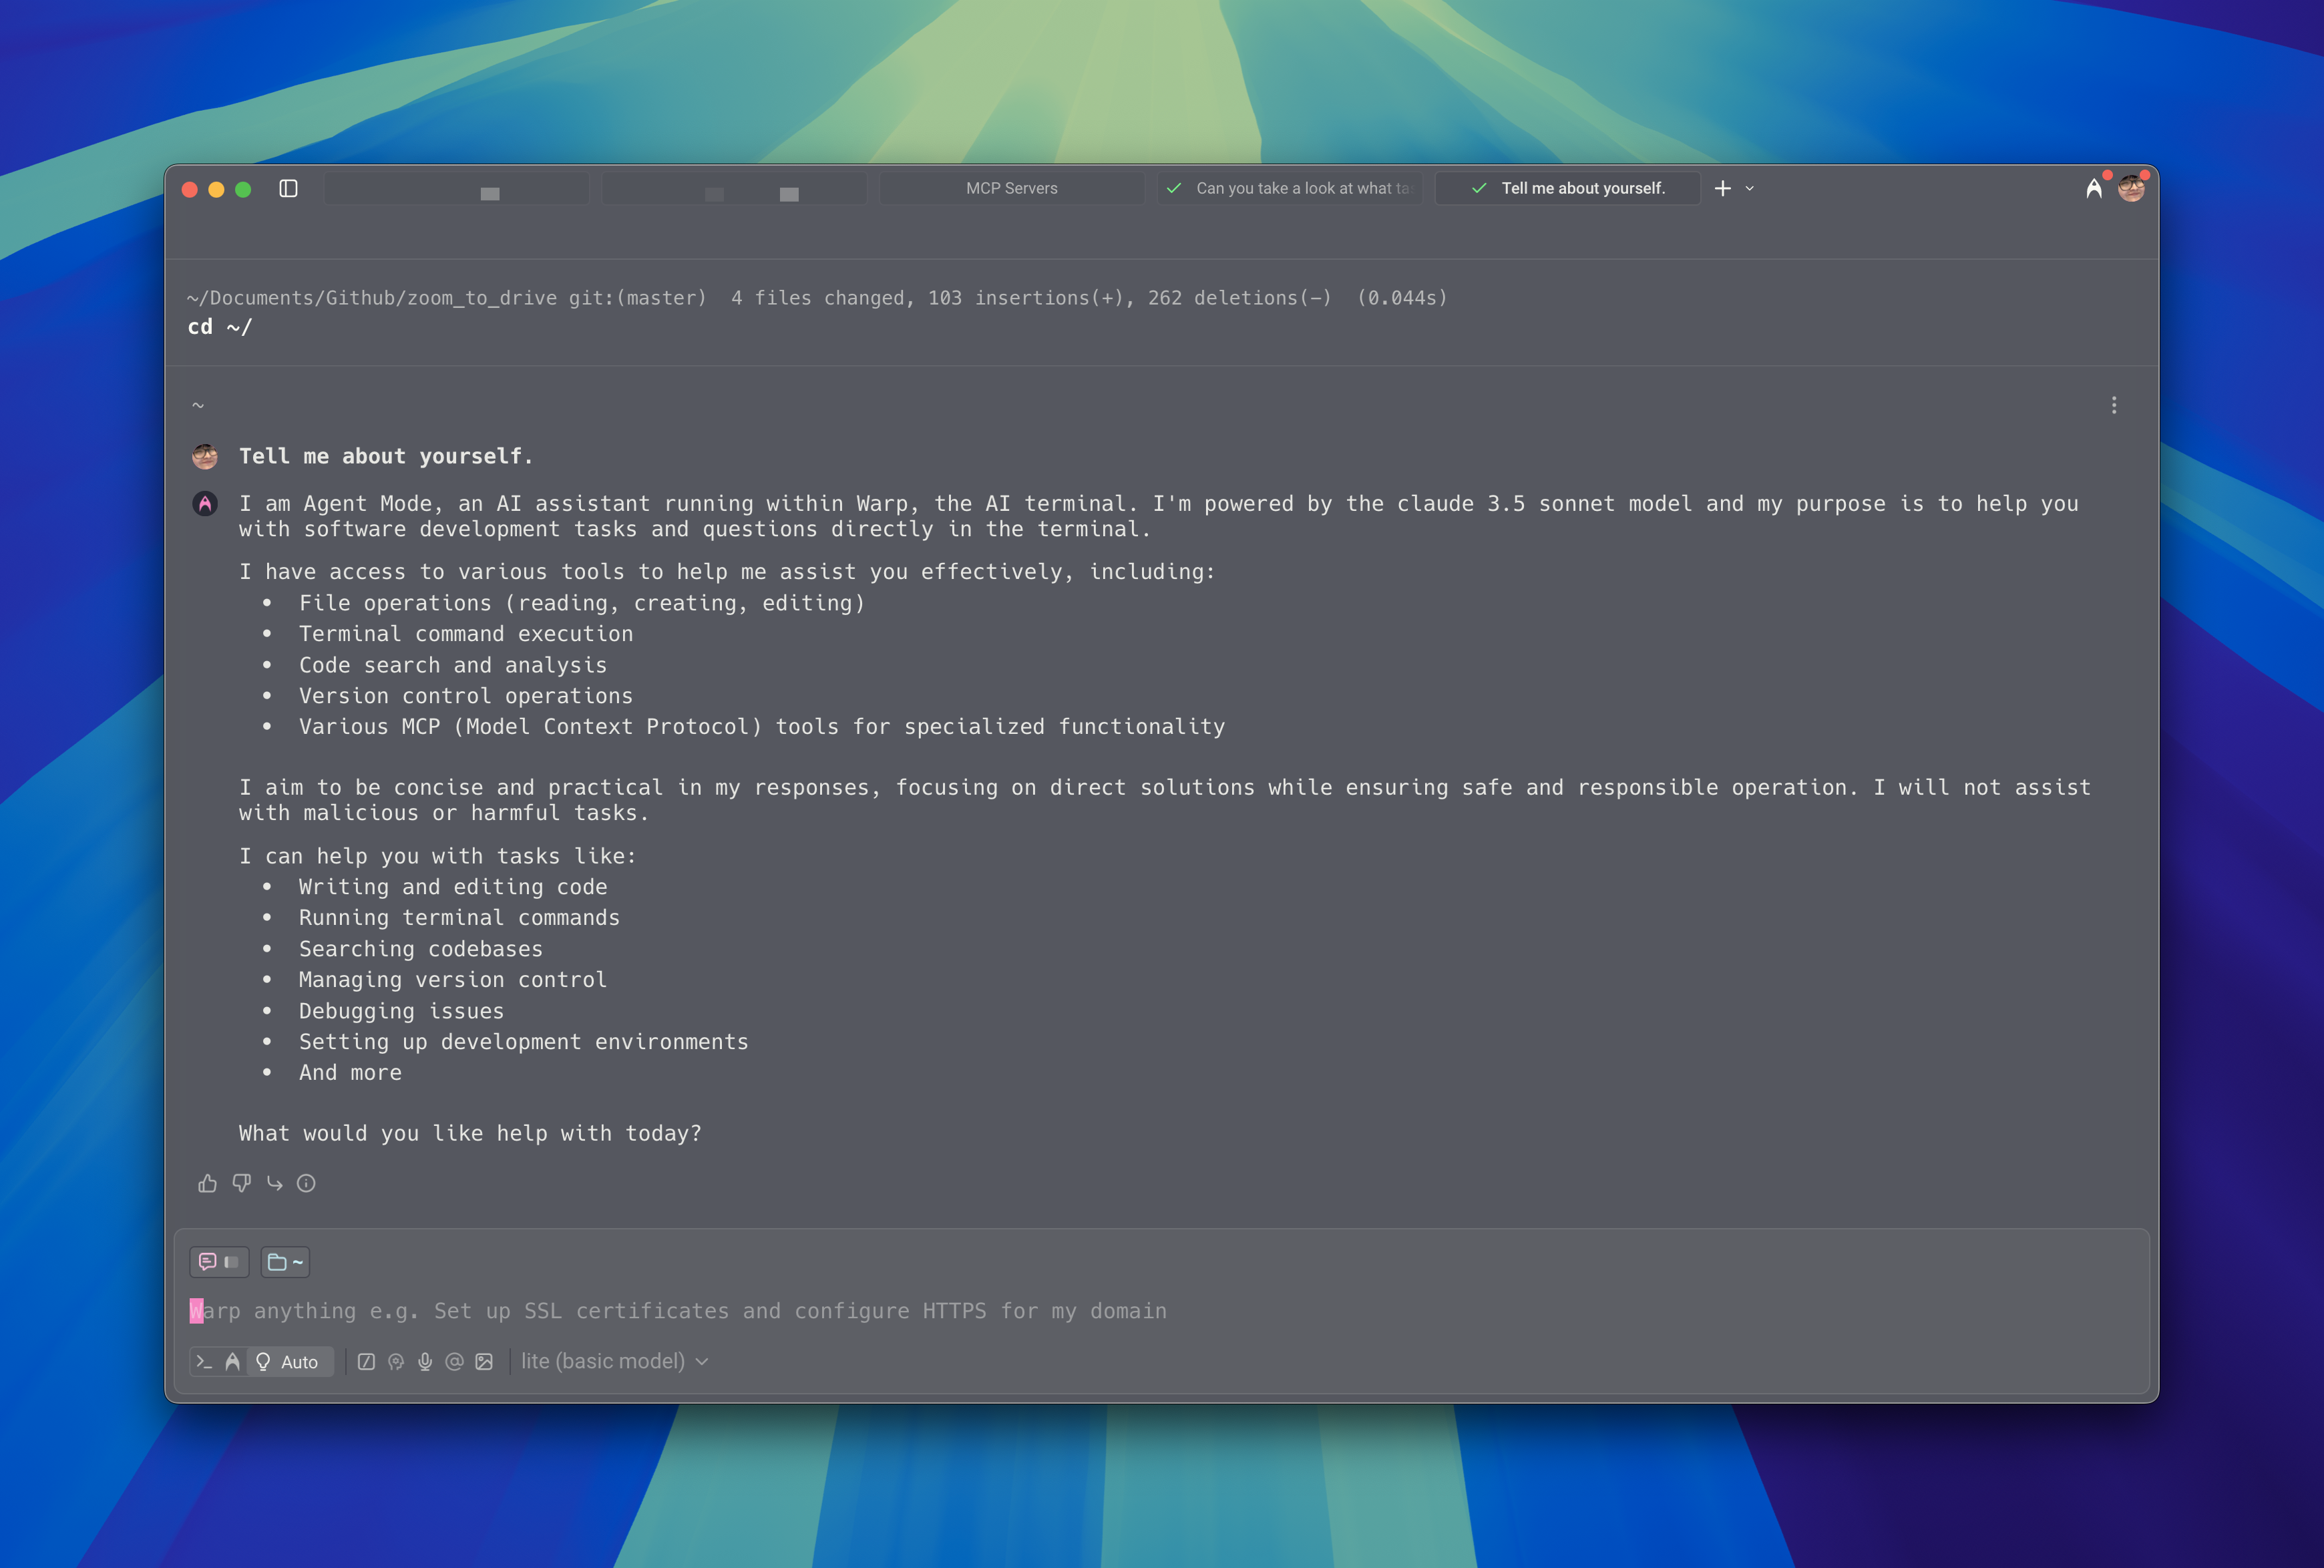 MCP Servers
Can you take a look at what ta
Tell me about yourself.
~/Documents/Github/zoom_to_drive git:(master) 4 files changed, 103 insertions(+), 262 deletions(-) (0.044s)
cd ~/
~
Tell me about yourself.
I am Agent Mode, an AI assistant running within Warp, the AI terminal. I'm powered by the claude 3.5 sonnet model and my purpose is to help you
with software development tasks and questions directly in the terminal.
I have access to various tools to help me assist you effectively, including:
• File operations (reading, creating, editing)
• Terminal command execution
• Code search and analysis
• Version control operations
• Various MCP (Model Context Protocol) tools for specialized functionality
I aim to be concise and practical in my responses, focusing on direct solutions while ensuring safe and responsible operation. I will not assist
with malicious or harmful tasks.
I can help you with tasks like:
• Writing and editing code
• Running terminal commands
• Searching codebases
• Managing version control
• Debugging issues
• Setting up development environments
• And more
What would you like help with today?
~
Warp anything e.g. Set up SSL certificates and configure HTTPS for my domain
Auto
lite (basic model)